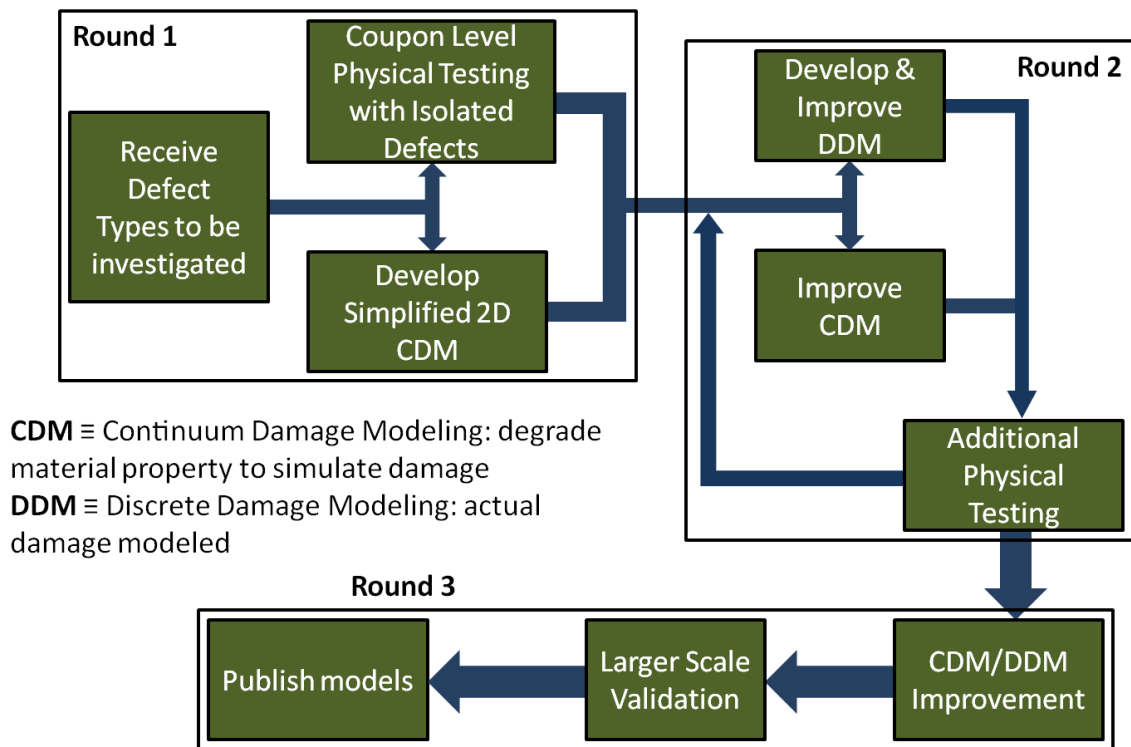 Round 1
Receive
Defect
Types to be
investigated
Coupon Level
Physical Testing
with Isolated
Defects
Develop
Simplified 2D
CDM
Round 2
Develop &
Improve
DDM
Improve
CDM
Additional
Physical
Testing
CDM ≡ Continuum Damage Modeling: degrade
material property to simulate damage
DDM ≡ Discrete Damage Modeling: actual
damage modeled
Round 3
CDM/DDM
Improvement
Larger Scale
Validation
Publish models